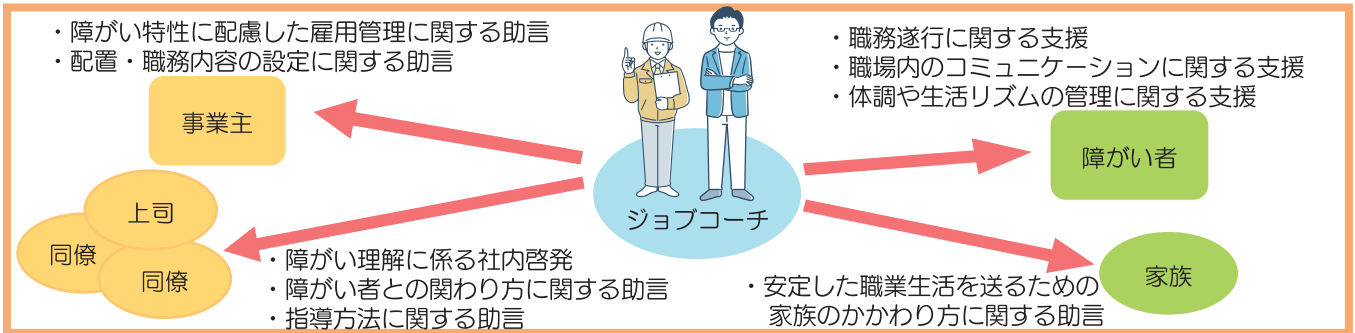 ・障がい特性に配慮した雇用管理に関する助言
・配置・職務内容の設定に関する助言
事業主
上司
同僚
同僚
・障がい理解に係る社内啓発
・障がい者との関わり方に関する助言
・指導方法に関する助言
ジョブコーチ
・職務遂行に関する支援
・職場内のコミュニケーションに関する支援
・体調や生活リズムの管理に関する支援
障がい者
・安定した職業生活を送るための
家族のかかわり方に関する助言
家族